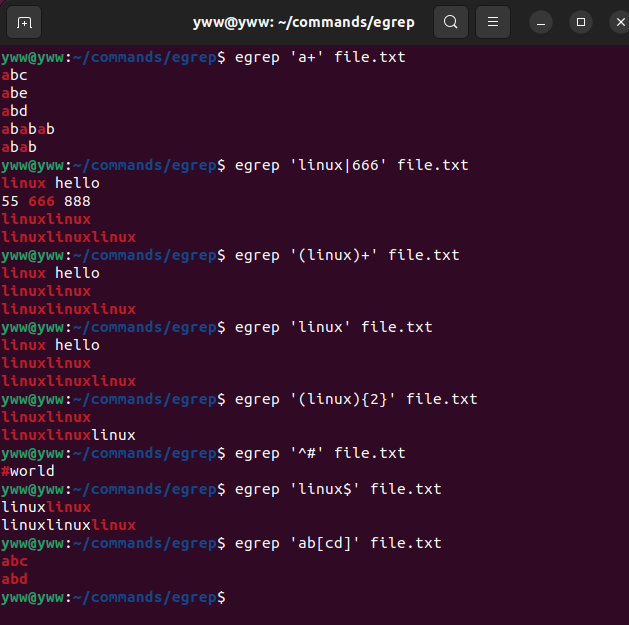 yww@yww: ~/commands/egrep
yww@yww:~/commands/egrep$ egrep 'a+' file.txt
abc
abe
abd
ababab
abab
yww@yww:~/commands/egrep$ egrep 'linux|666' file.txt
linux hello
55 666 888
linuxlinux
linuxlinuxlinux
yww@yww:~/commands/egrep$ egrep '(linux)+' file.txt
linux hello
linuxlinux
linuxlinuxlinux
yww@yww:~/commands/egrep$ egrep 'linux' file.txt
linux hello
linuxlinux
linuxlinuxlinux
yww@yww:~/commands/egrep$ egrep '(linux){2}' file.txt
linuxlinux
linuxlinuxlinux
yww@yww:~/commands/egrep$ egrep '^#' file.txt
#world
yww@yww:~/commands/egrep$ egrep 'linux$' file.txt
linuxlinux
linuxlinuxlinux
yww@yww:~/commands/egrep$ egrep 'ab[cd]' file.txt
abc
abd
yww@yww:~/commands/egrep$